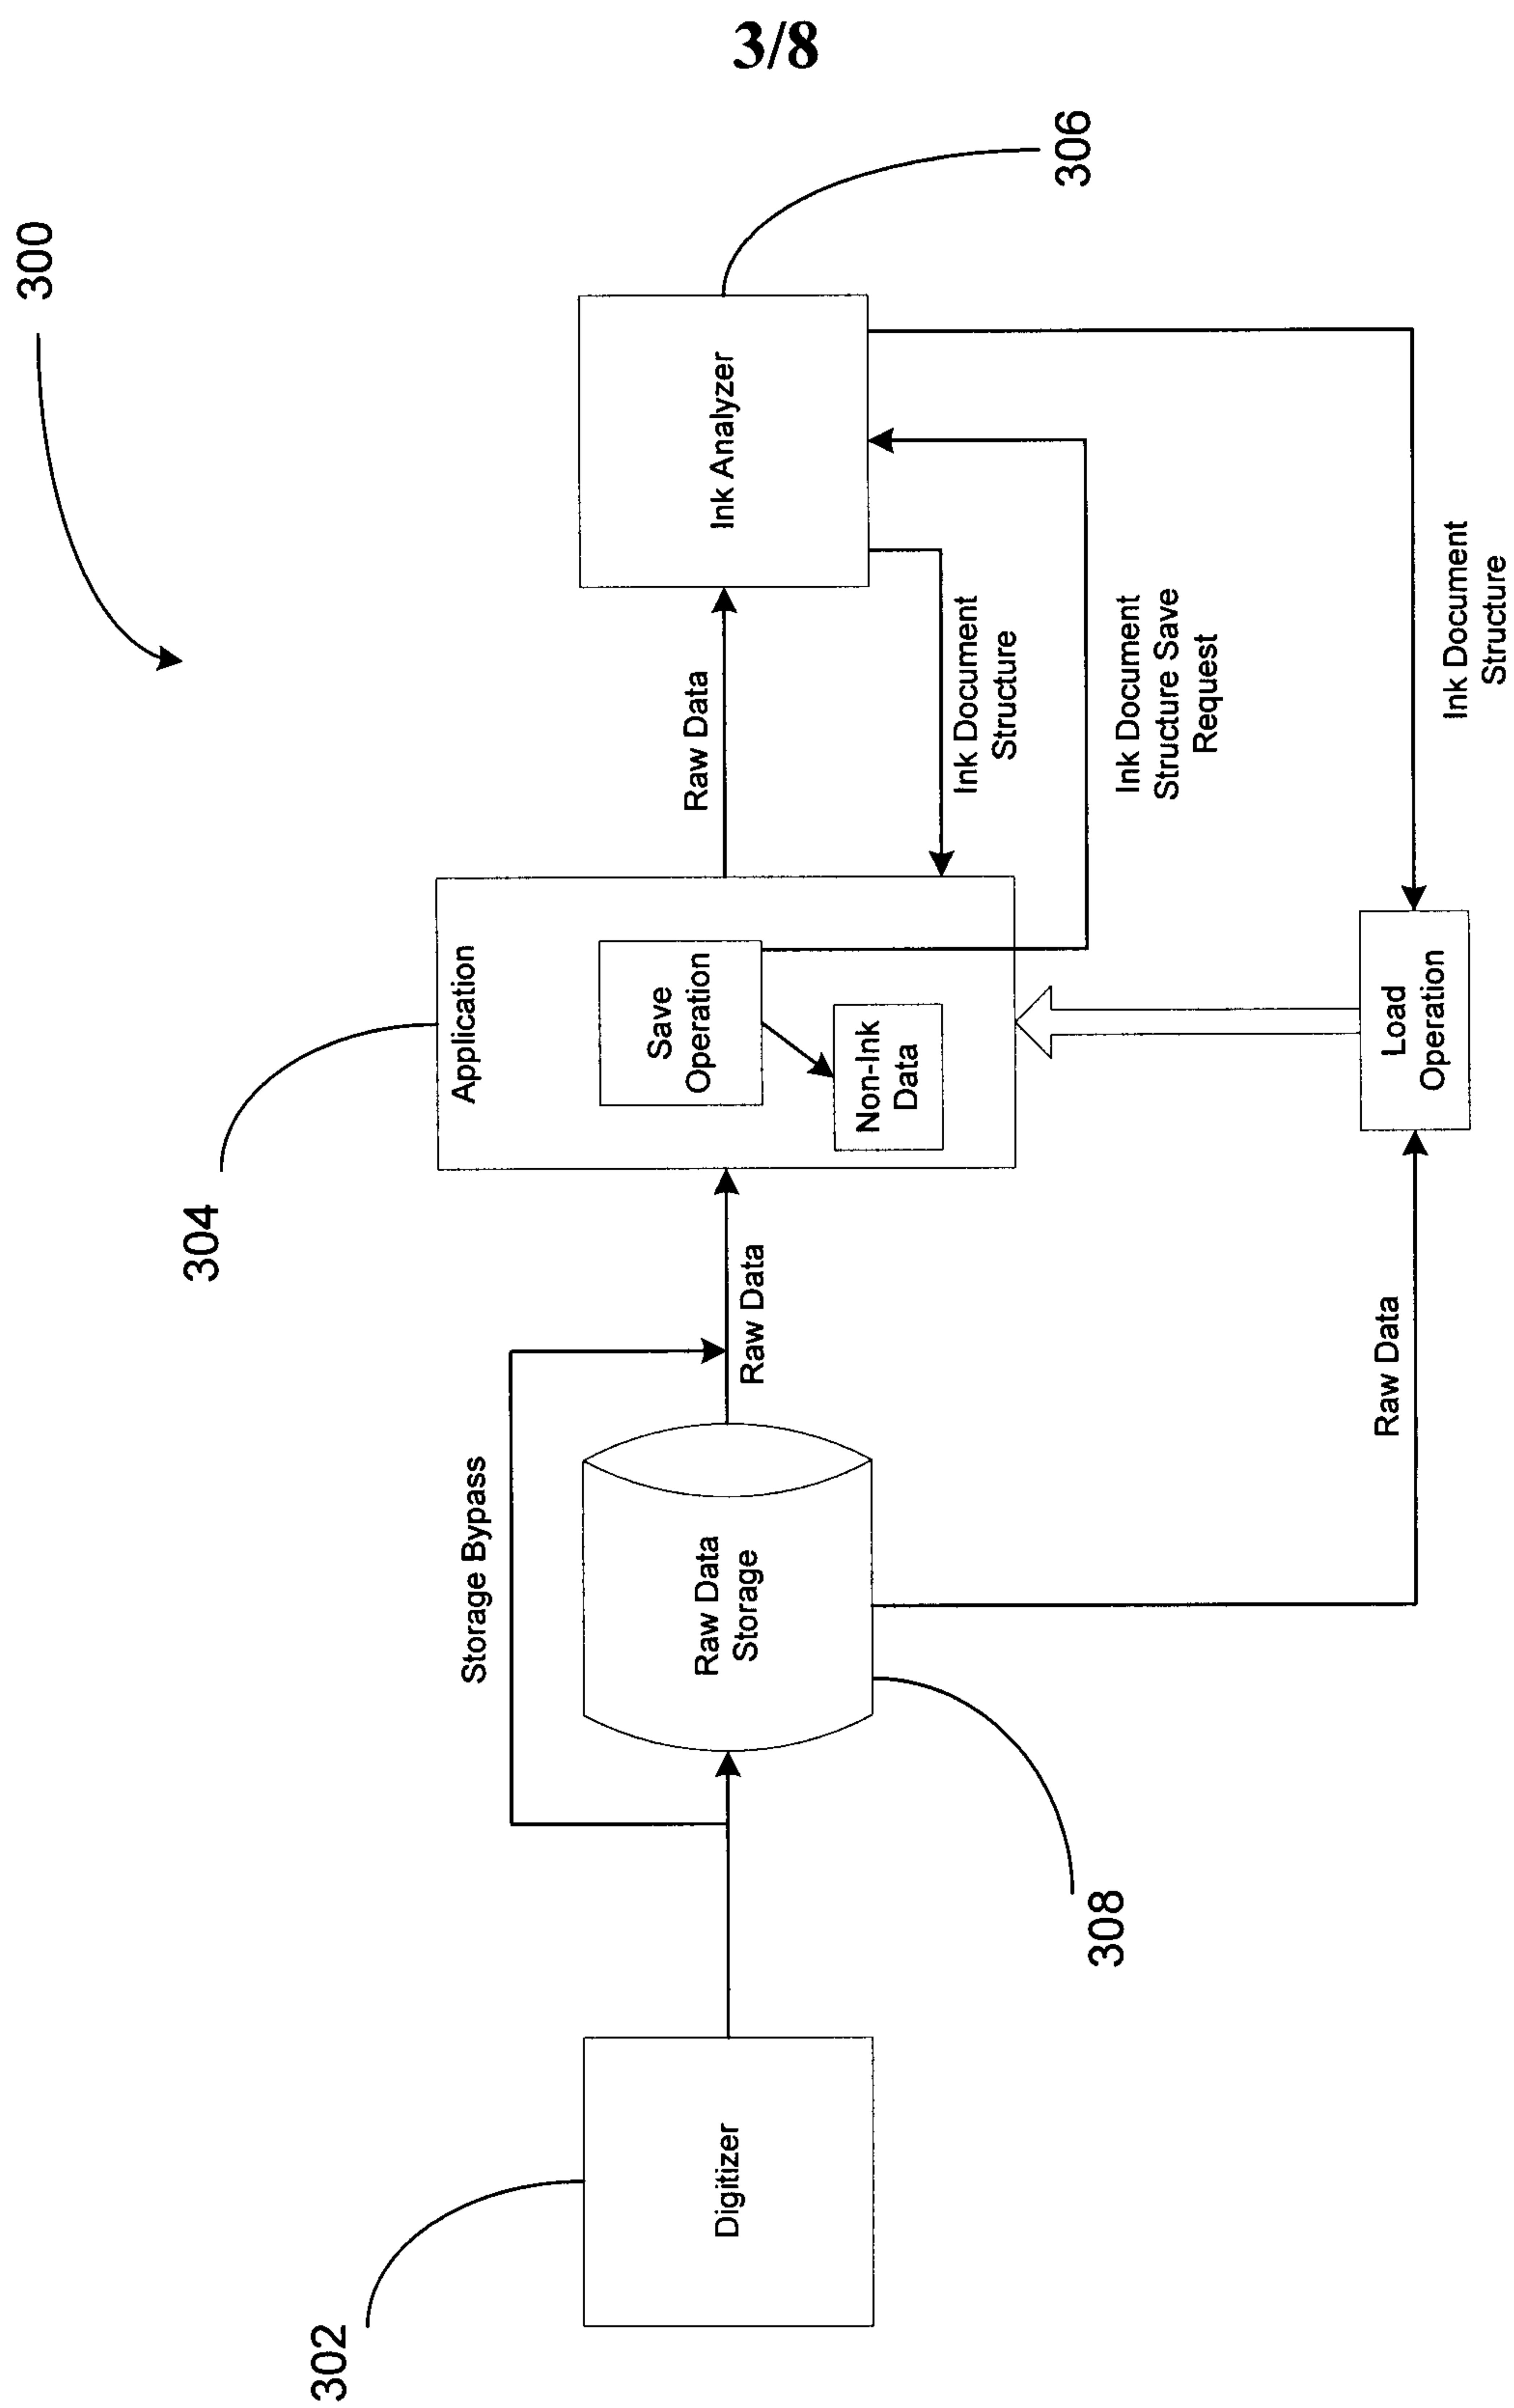 3/8
300
306
304
302
308
Digitizer
Storage Bypass
Raw Data
Storage
Raw Data
Raw Data
Application
Save
Operation
Non-Ink
Data
Raw Data
Ink Analyzer
Ink Document
Structure
Ink Document
Structure Save
Request
Load
Operation
Ink Document
Structure